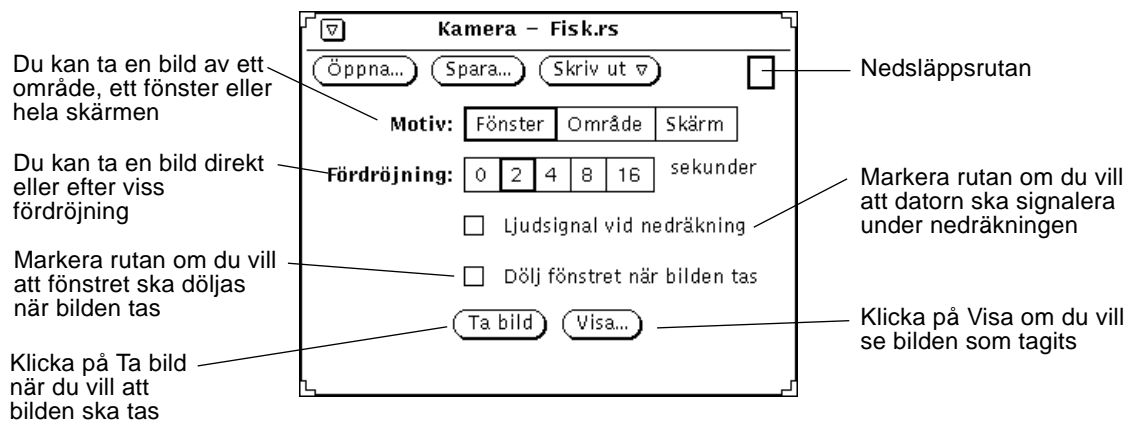 Kamera – Fisk.rs
Öppna...
Spara...
Skriv ut
Motiv:
Fönster
Område
Skärm
Fördröjning:
0
2
4
8
16
sekunder
Ljudsignal vid nedräkning
Dölj fönstret när bilden tas
Ta bild
Visa...
Du kan ta en bild av ett
område, ett fönster eller
hela skärmen
Du kan ta en bild direkt
eller efter viss
fördröjning
Markera rutan om du vill
att fönstret ska döljas
när bilden tas
Klicka på Ta bild
när du vill att
bilden ska tas
Nedsläppsrutan
Markera rutan om du vill
att datorn ska signalera
under nedräkningen
Klicka på Visa om du vill
se bilden som tagits